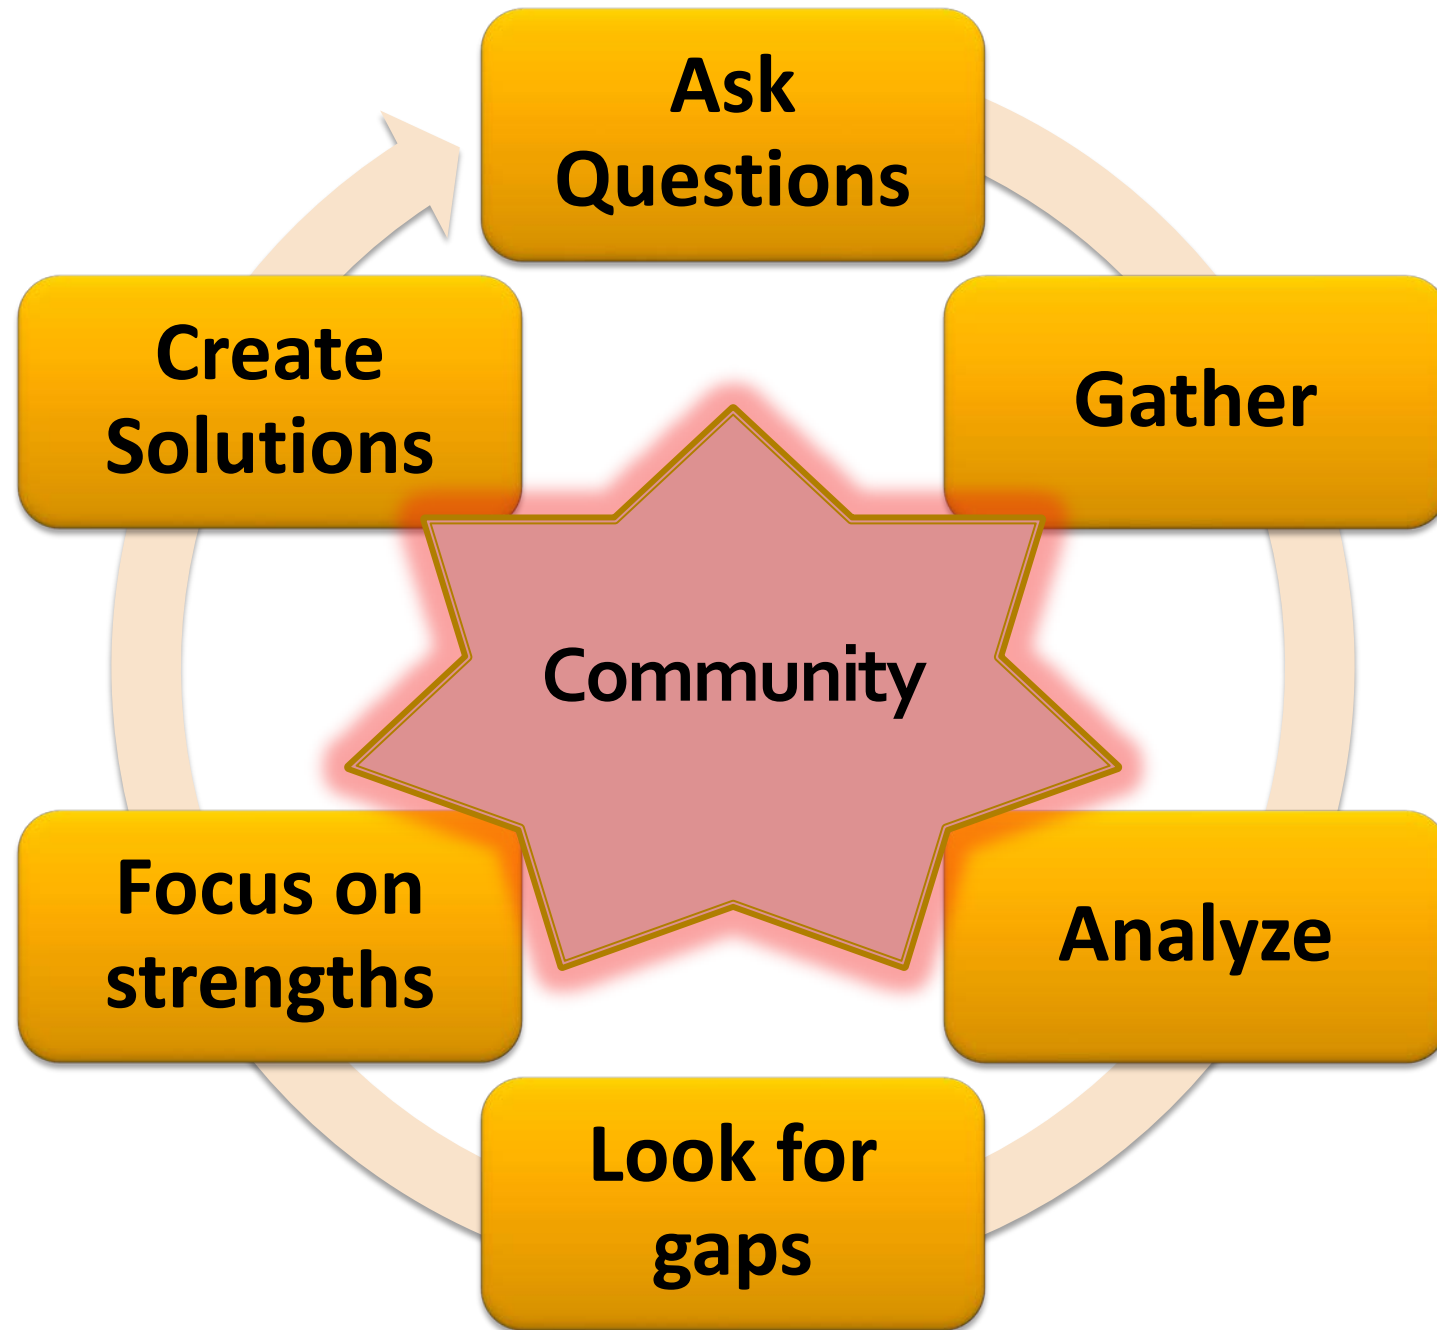 Ask
Questions
Gather
Analyze
Look for
gaps
Focus on
strengths
Create
Solutions
Community